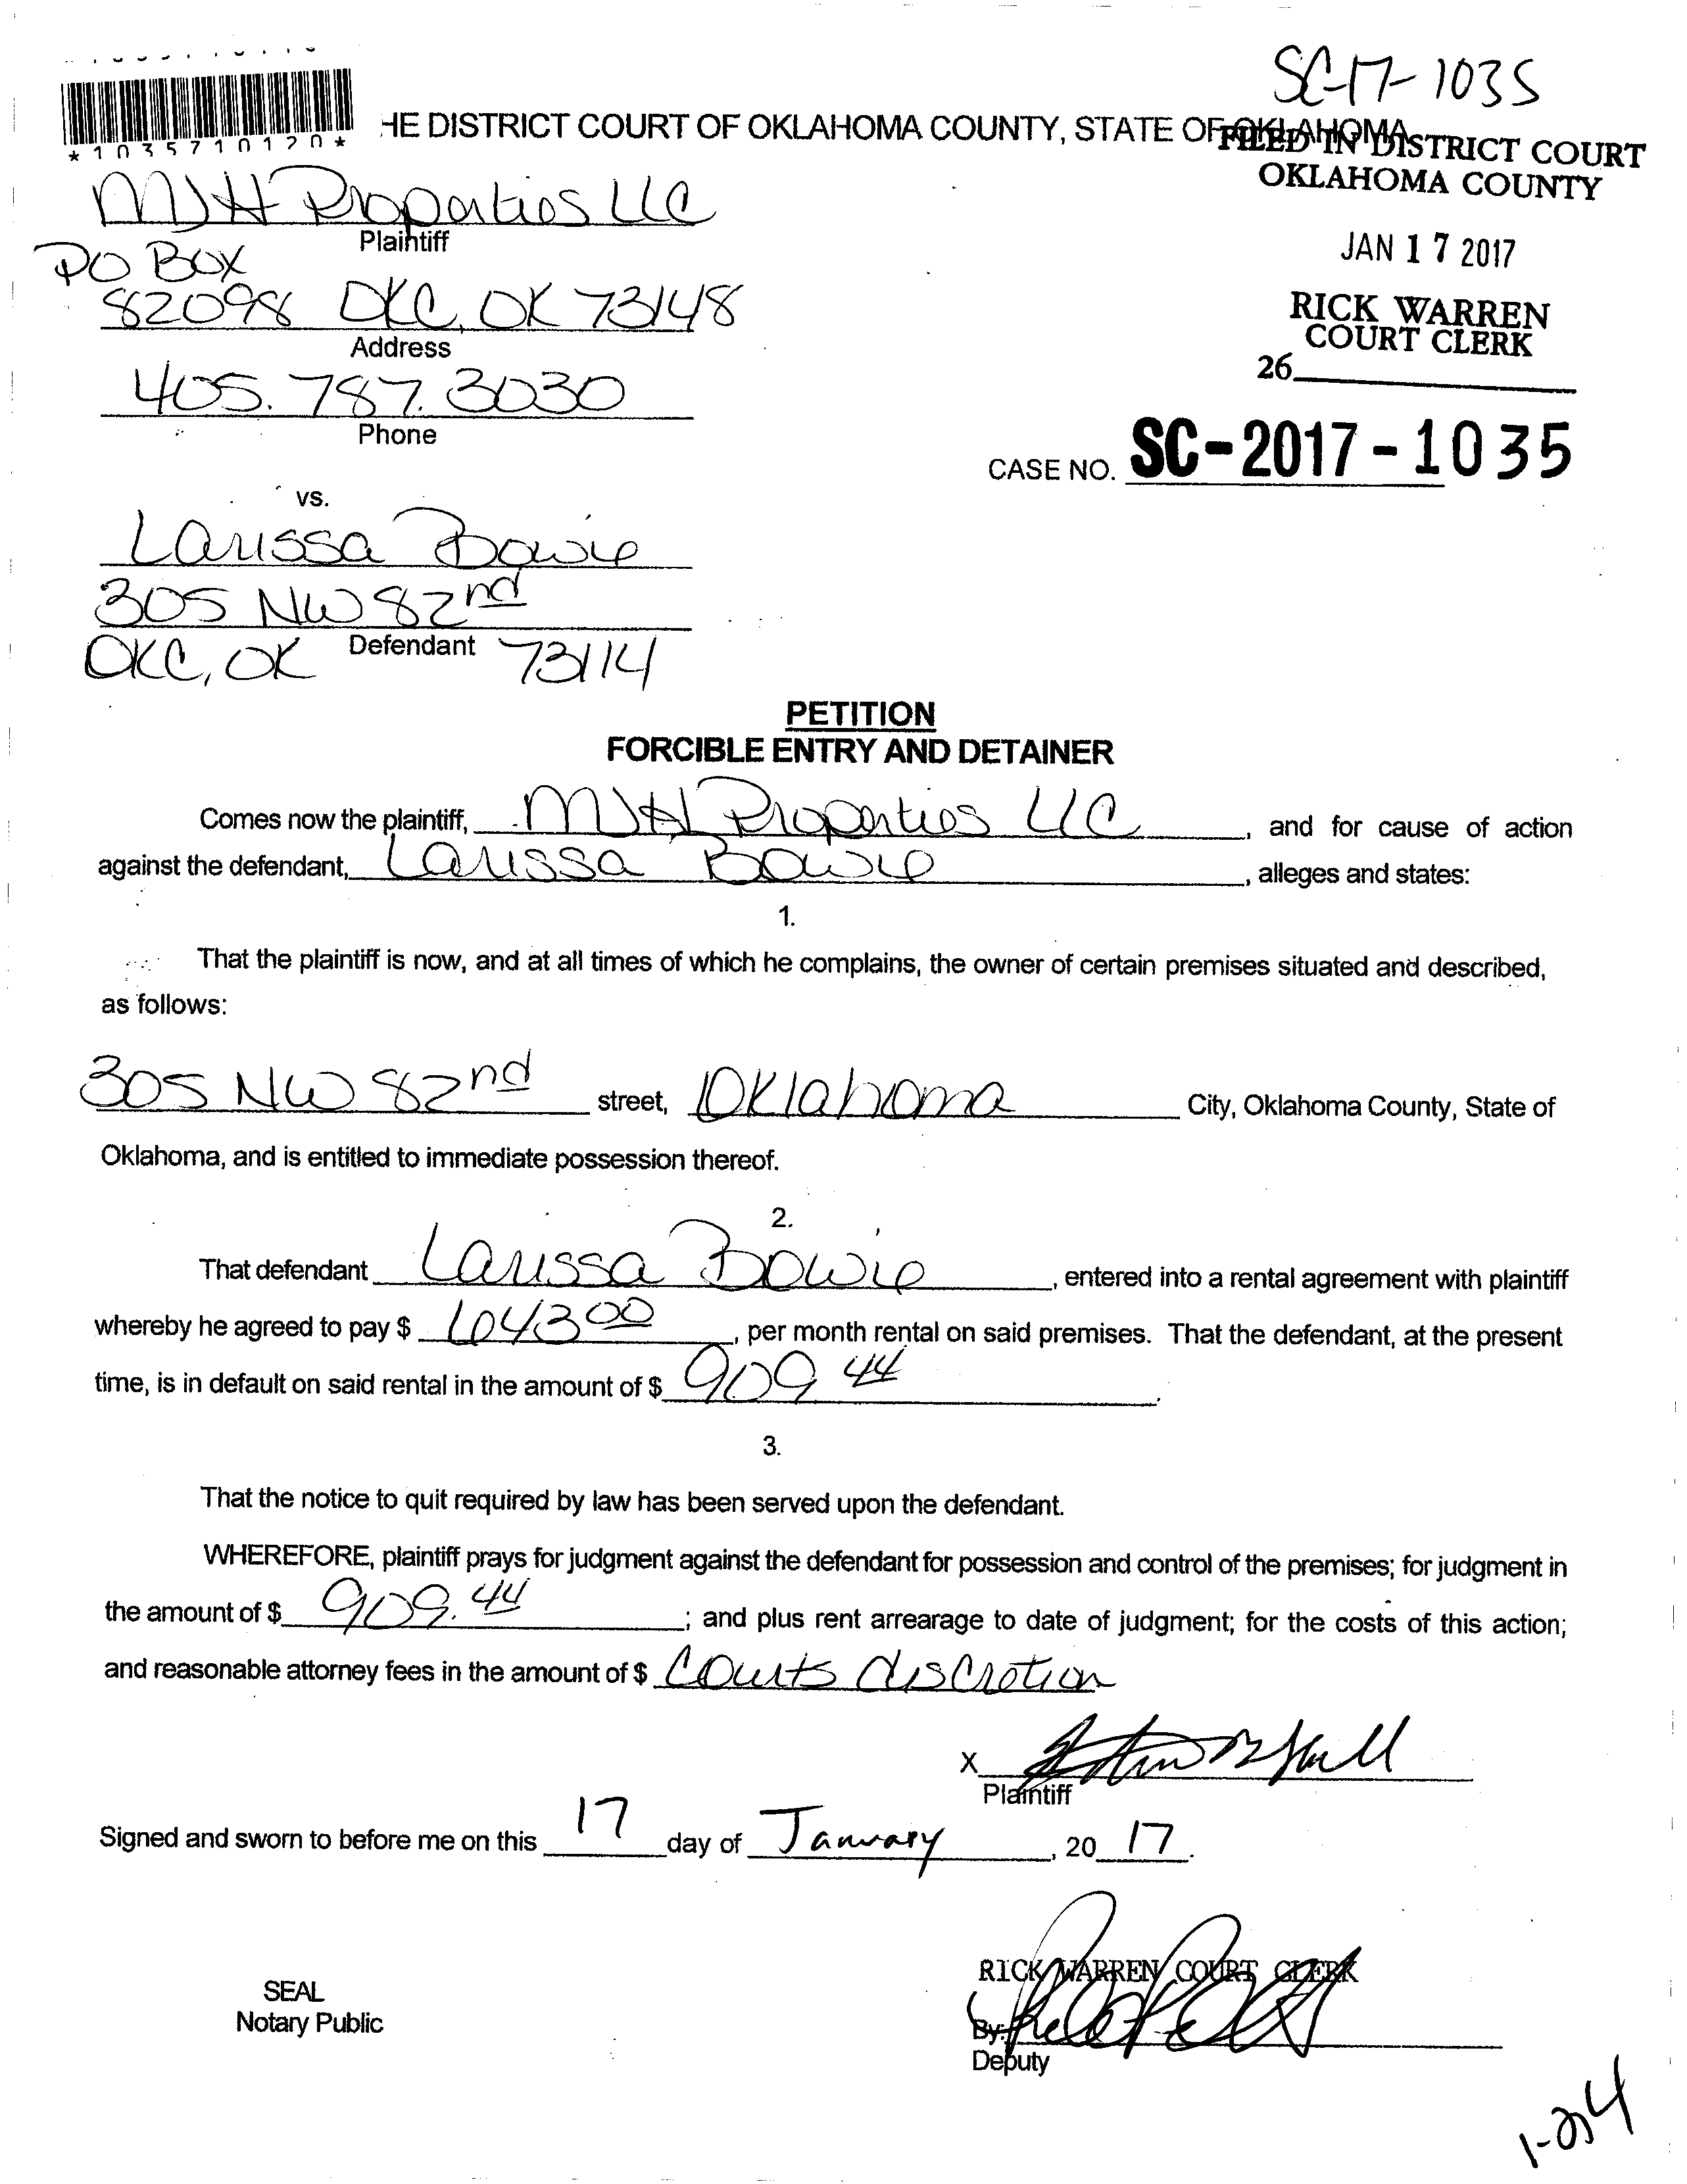 SC-17-1035
HE DISTRICT COURT OF OKLAHOMA COUNTY, STATE OF OKLAHOMA
*1035710120*
FILED IN DISTRICT COURT
OKLAHOMA COUNTY
MJH Properties LLC
Plaintiff
JAN 17 2017
PO BOX
82098 OKC, OK 73148
Address
RICK WARREN
COURT CLERK
26
405.787.3030
Phone
CASE NO. SC-2017-1035
vs.
Larissa Bowie
305 NW 82nd
Defendant
OKC, OK 73114
PETITION
FORCIBLE ENTRY AND DETAINER
Comes now the plaintiff, MJH Properties LLC, and for cause of action
against the defendant, Larissa Bowie, alleges and states:
1.
That the plaintiff is now, and at all times of which he complains, the owner of certain premises situated and described,
as follows:
305 NW 82nd street, Oklahoma City, Oklahoma County, State of
Oklahoma, and is entitled to immediate possession thereof.
2.
That defendant Larissa Bowie, entered into a rental agreement with plaintiff
whereby he agreed to pay $ 643 00, per month rental on said premises. That the defendant, at the present
time, is in default on said rental in the amount of $ 909 44.
3.
That the notice to quit required by law has been served upon the defendant.
WHEREFORE, plaintiff prays for judgment against the defendant for possession and control of the premises; for judgment in
the amount of $ 909.44; and plus rent arrearage to date of judgment; for the costs of this action;
and reasonable attorney fees in the amount of $ Courts discretion
X
Plaintiff
Signed and sworn to before me on this 17 day of January, 20 17.
RICK WARREN COURT CLERK
SEAL
Notary Public
By:
Deputy